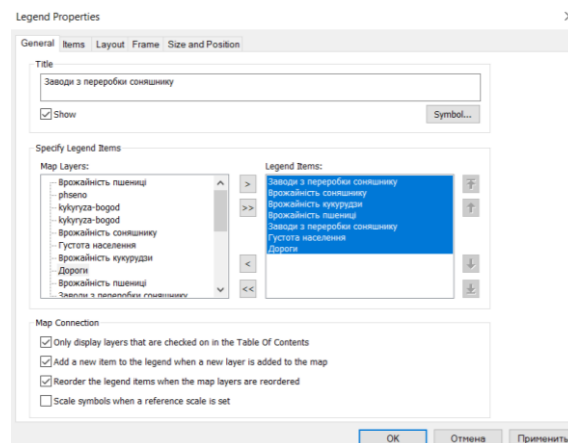 Legend Properties
General Items Layout Frame Size and Position
Title
Заводи з переробки соняшнику
Show
Symbol...
Specify Legend Items
Map Layers:
Врожайність пшениці
phseno
kykyryza-bogod
kykyryza-bogod
Врожайність соняшнику
Густота населення
Врожайність кукурудзи
Дороги
Врожайність пшениці
Заводи з переробки соняшнику
>
>>
<
<<
Legend Items:
Заводи з переробки соняшнику
Врожайність соняшнику
Врожайність кукурудзи
Врожайність пшениці
Заводи з переробки соняшнику
Густота населення
Дороги
Map Connection
Only display layers that are checked on in the Table Of Contents
Add a new item to the legend when a new layer is added to the map
Reorder the legend items when the map layers are reordered
Scale symbols when a reference scale is set
OK Отмена Применить